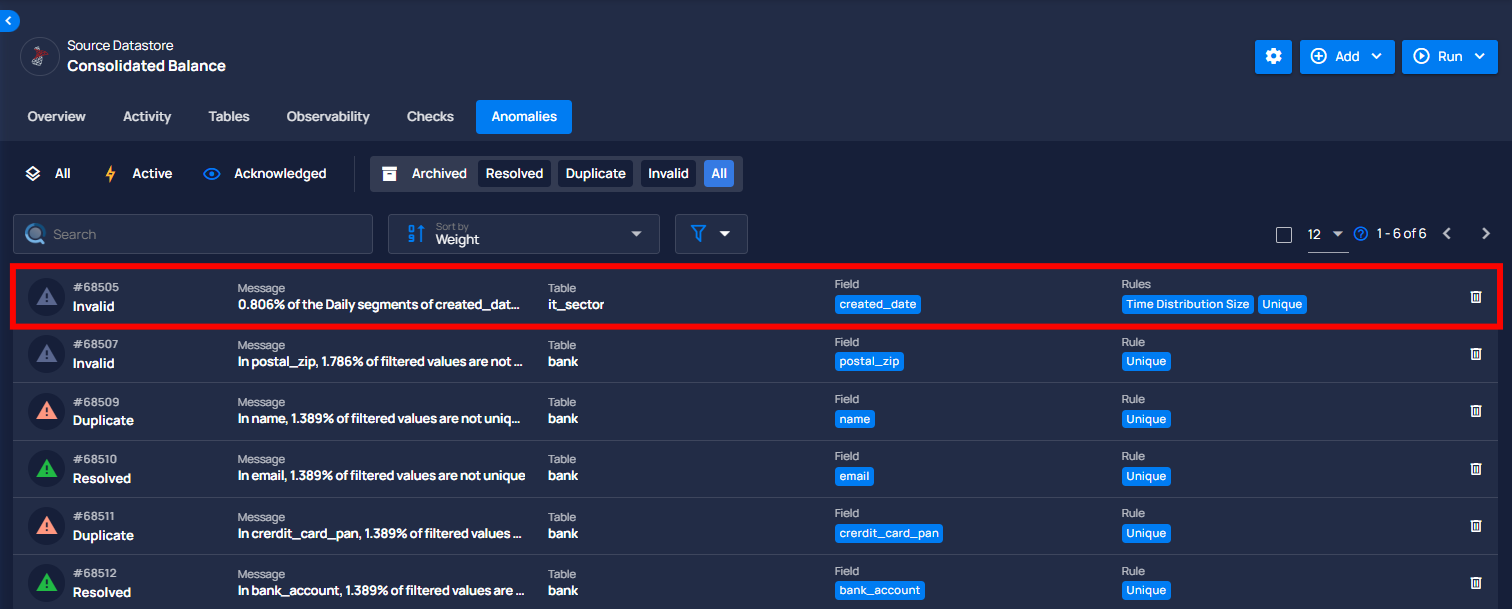 Source Datastore
Consolidated Balance
Add
Run
Overview Activity Tables Observability Checks Anomalies
All Active Acknowledged Archived Resolved Duplicate Invalid All
Search
Sort by
Weight
12 1 - 6 of 6
#68505 Message Table Field Rules
Invalid 0.806% of the Daily segments of created_dat... it_sector created_date Time Distribution Size Unique
#68507 Message Table Field Rule
Invalid In postal_zip, 1.786% of filtered values are not ... bank postal_zip Unique
#68509 Message Table Field Rule
Duplicate In name, 1.389% of filtered values are not uniq... bank name Unique
#68510 Message Table Field Rule
Resolved In email, 1.389% of filtered values are not unique bank email Unique
#68511 Message Table Field Rule
Duplicate In crerdit_card_pan, 1.389% of filtered values ... bank crerdit_card_pan Unique
#68512 Message Table Field Rule
Resolved In bank_account, 1.389% of filtered values are ... bank bank_account Unique